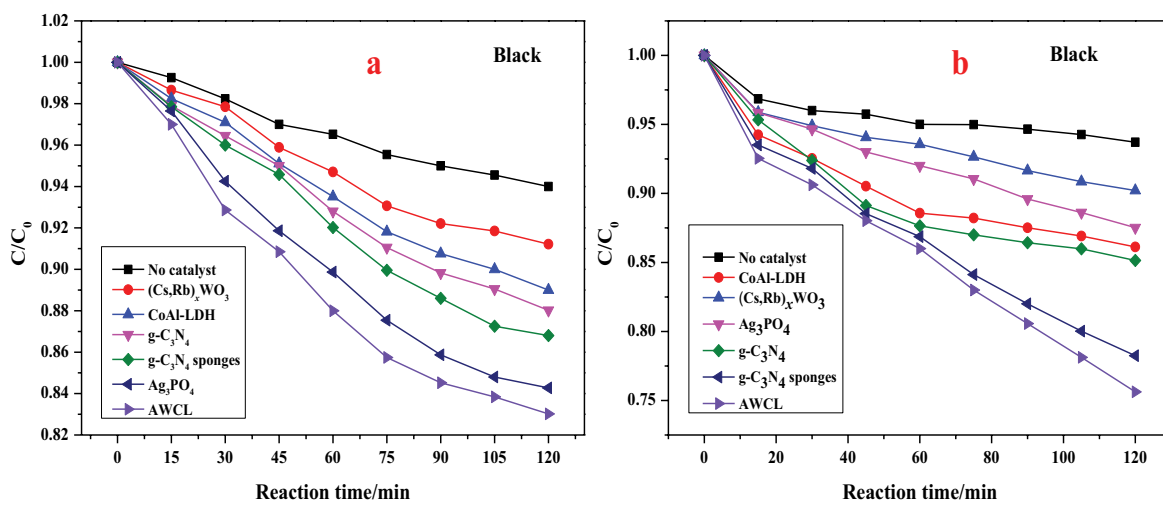 1.02
1.00
0.98
0.96
0.94
0.92
0.90
0.88
0.86
0.84
0.82
C/C₀
a
Black
No catalyst
(Cs,Rb)ₓWO₃
CoAl-LDH
g-C₃N₄
g-C₃N₄ sponges
Ag₃PO₄
AWCL
0 15 30 45 60 75 90 105 120
Reaction time/min
1.00
0.95
0.90
0.85
0.80
0.75
C/C₀
b
Black
No catalyst
CoAl-LDH
(Cs,Rb)ₓWO₃
Ag₃PO₄
g-C₃N₄
g-C₃N₄ sponges
AWCL
0 20 40 60 80 100 120
Reaction time/min